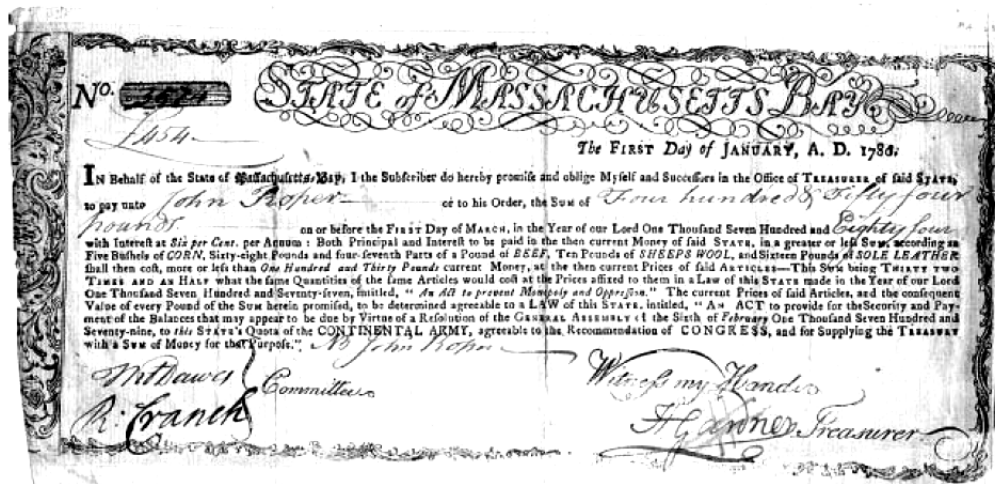 No.
STATE of MASSACHUSETTS BAY
£454
The FIRST Day of JANUARY, A. D. 1780.
IN Behalf of the State of Massachusetts-Bay, I the Subscriber do hereby promise and oblige Myself and Successors in the Office of TREASURER of said STATE,
to pay unto John Roper or to his Order, the SUM of Four hundred & Fifty four
pounds on or before the FIRST Day of MARCH, in the Year of our Lord One Thousand Seven Hundred and Eighty four
with Interest at Six per Cent. per Annum: Both Principal and Interest to be paid in the then current Money of said STATE, in a greater or less SUM, according as
Five Bushels of CORN, Sixty-eight Pounds and four-seventh Parts of a Pound of BEEF, Ten Pounds of SHEEPS WOOL, and Sixteen Pounds of SOLE LEATHER
shall then cost, more or less than One Hundred and Thirty Pounds current Money, at the then current Prices of said ARTICLES—This SUM being THIRTY TWO
TIMES AND AN HALF what the same Quantities of the same Articles would cost at the Prices affixed to them in a Law of this STATE made in the Year of our Lord
One Thousand Seven Hundred and Seventy-seven, intitled, "An Act to prevent Monopoly and Oppression." The current Prices of said Articles, and the consequent
Value of every Pound of the SUM herein promised, to be determined agreeable to a LAW of this STATE, intitled, "AN ACT to provide for the Security and Pay-
ment of the Balances that may appear to be due by Virtue of a Resolution of the GENERAL ASSEMBLY of the Sixth of February One Thousand Seven Hundred and
Seventy-nine, to this STATE's Quota of the CONTINENTAL ARMY, agreeable to the Recommendation of CONGRESS, and for Supplying the TREASURY
with a SUM of Money for that Purpose." John Roper
Committee
R. Cranch
Witness my Hand
H Gardner Treasurer